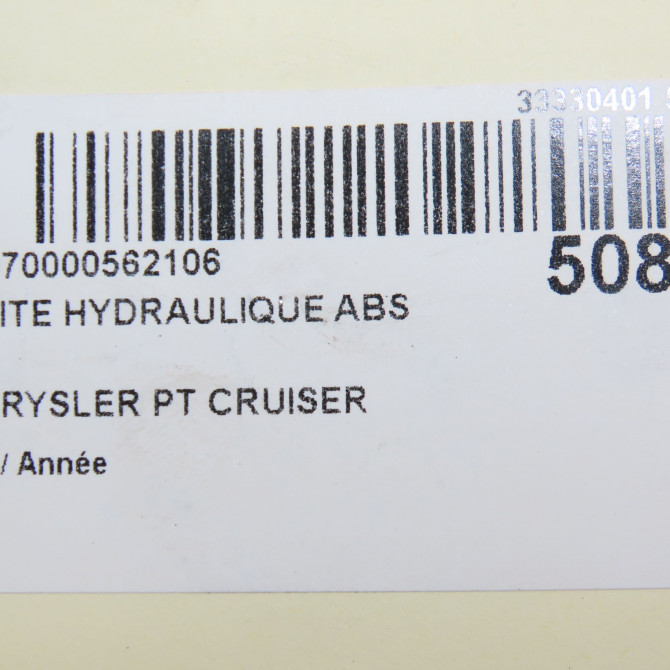 33330401
70000562106
508
ITE HYDRAULIQUE ABS
RYSLER PT CRUISER
/ Année